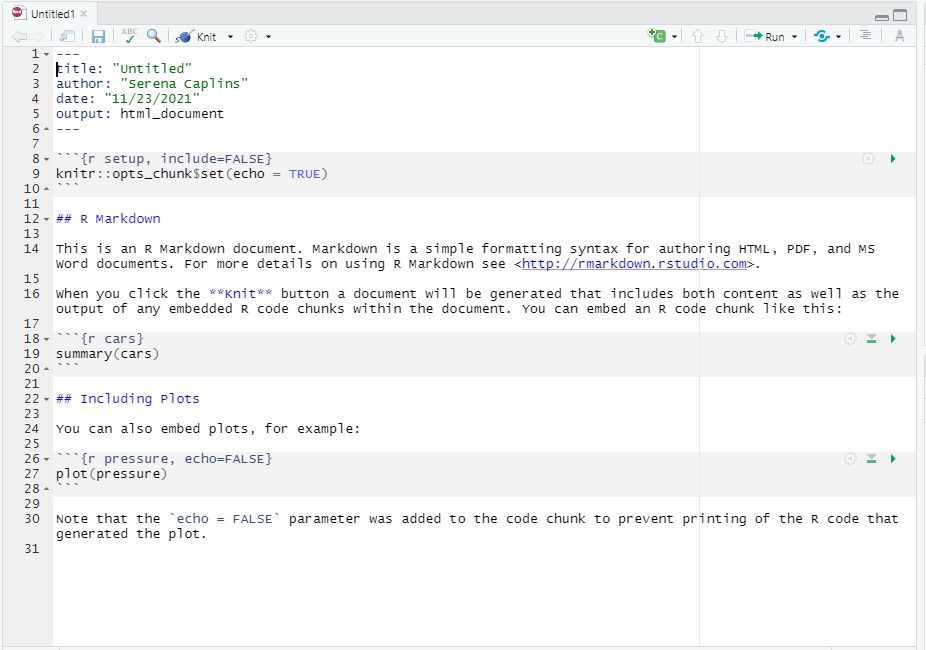 Untitled1
ABC
Knit
C
Run
1 ---
2 title: "Untitled"
3 author: "Serena Caplins"
4 date: "11/23/2021"
5 output: html_document
6 ---
7
8 ```{r setup, include=FALSE}
9 knitr::opts_chunk$set(echo = TRUE)
10 ```
11
12 ## R Markdown
13
14 This is an R Markdown document. Markdown is a simple formatting syntax for authoring HTML, PDF, and MS
Word documents. For more details on using R Markdown see <http://rmarkdown.rstudio.com>.
15
16 When you click the **Knit** button a document will be generated that includes both content as well as the
output of any embedded R code chunks within the document. You can embed an R code chunk like this:
17
18 ```{r cars}
19 summary(cars)
20 ```
21
22 ## Including Plots
23
24 You can also embed plots, for example:
25
26 ```{r pressure, echo=FALSE}
27 plot(pressure)
28 ```
29
30 Note that the `echo = FALSE` parameter was added to the code chunk to prevent printing of the R code that
generated the plot.
31